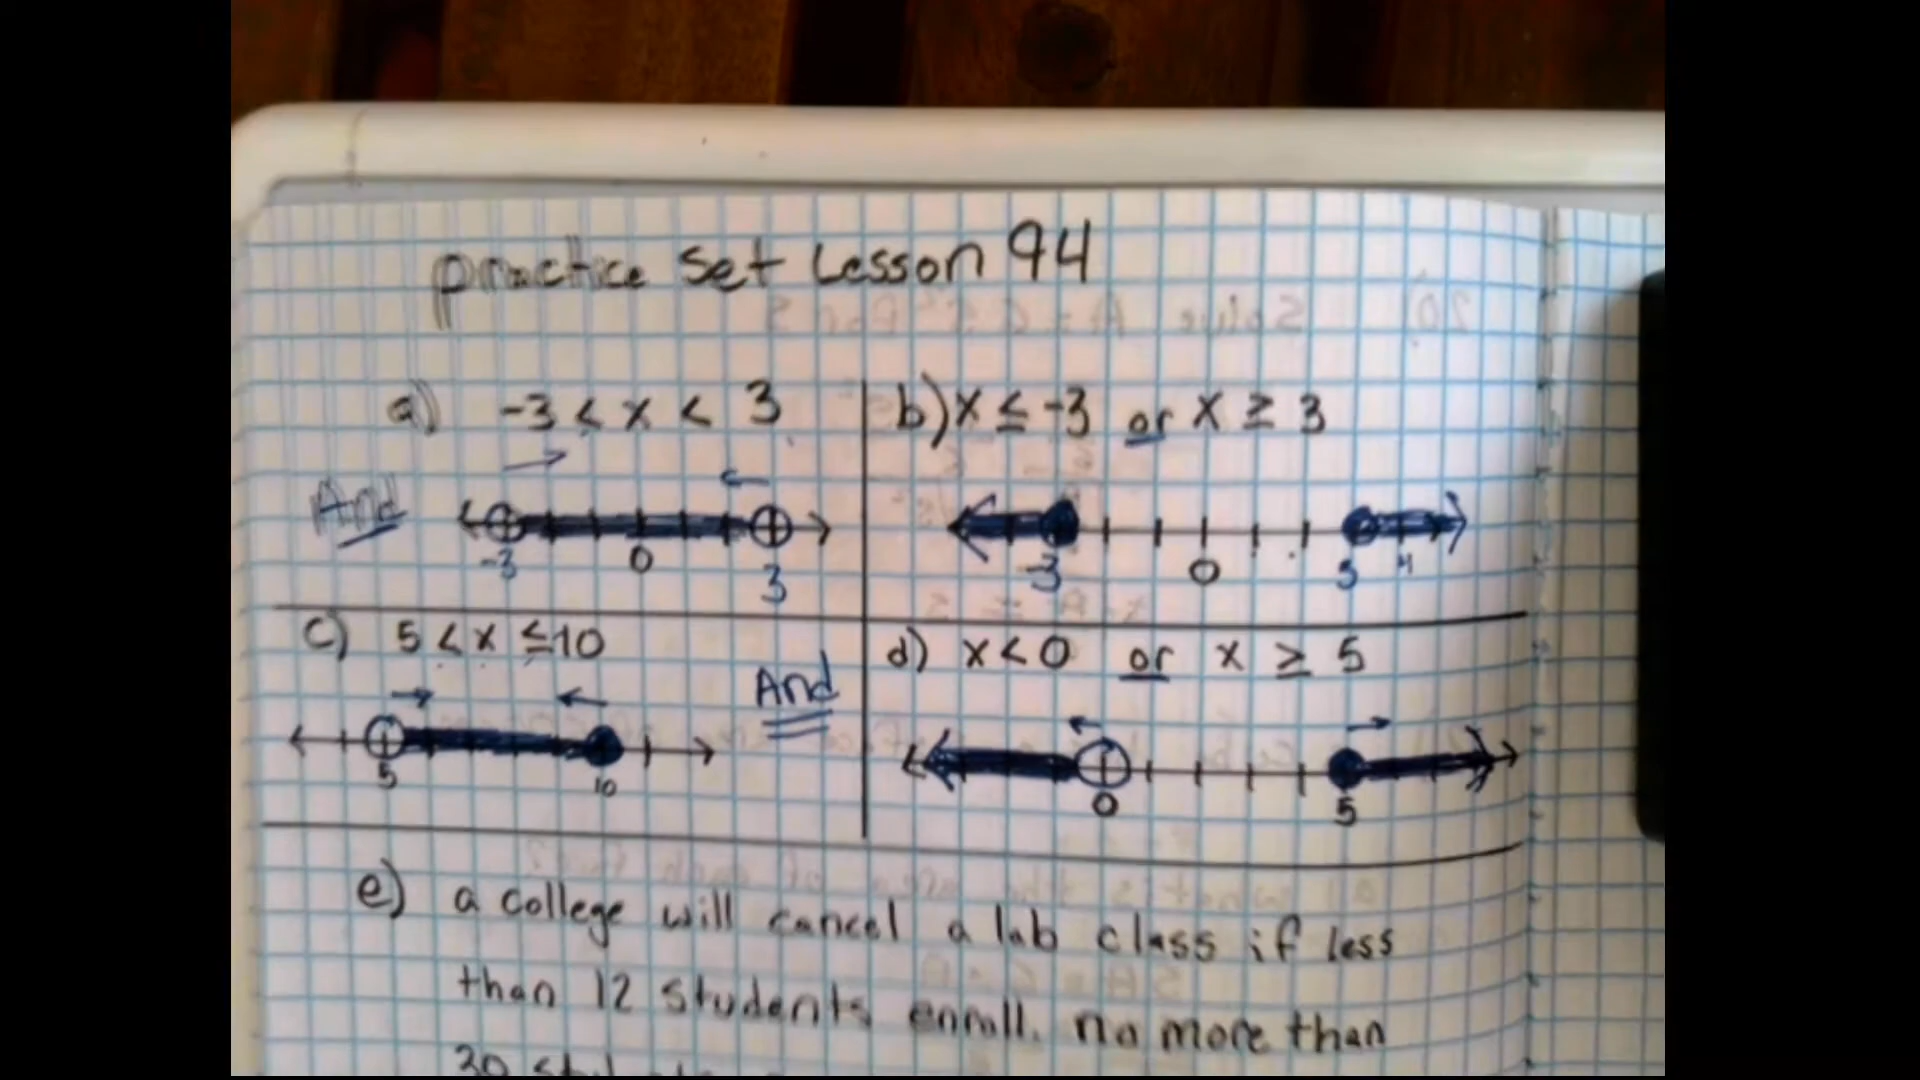 practice set Lesson 94
a) -3 < x < 3
And
-3 0 3
b) x ≤ -3 or x ≥ 3
-3 0 3 4
c) 5 < x ≤ 10
And
5 10
d) x < 0 or x ≥ 5
0 5
e) a college will cancel a lab class if less
than 12 students enroll. no more than
30